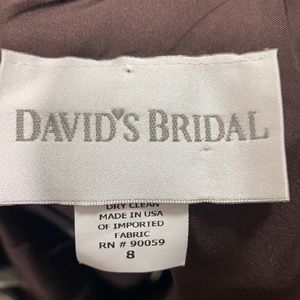 DAVID'S BRIDAL
DRY CLEAN
MADE IN USA
OF IMPORTED
FABRIC
RN # 90059
8